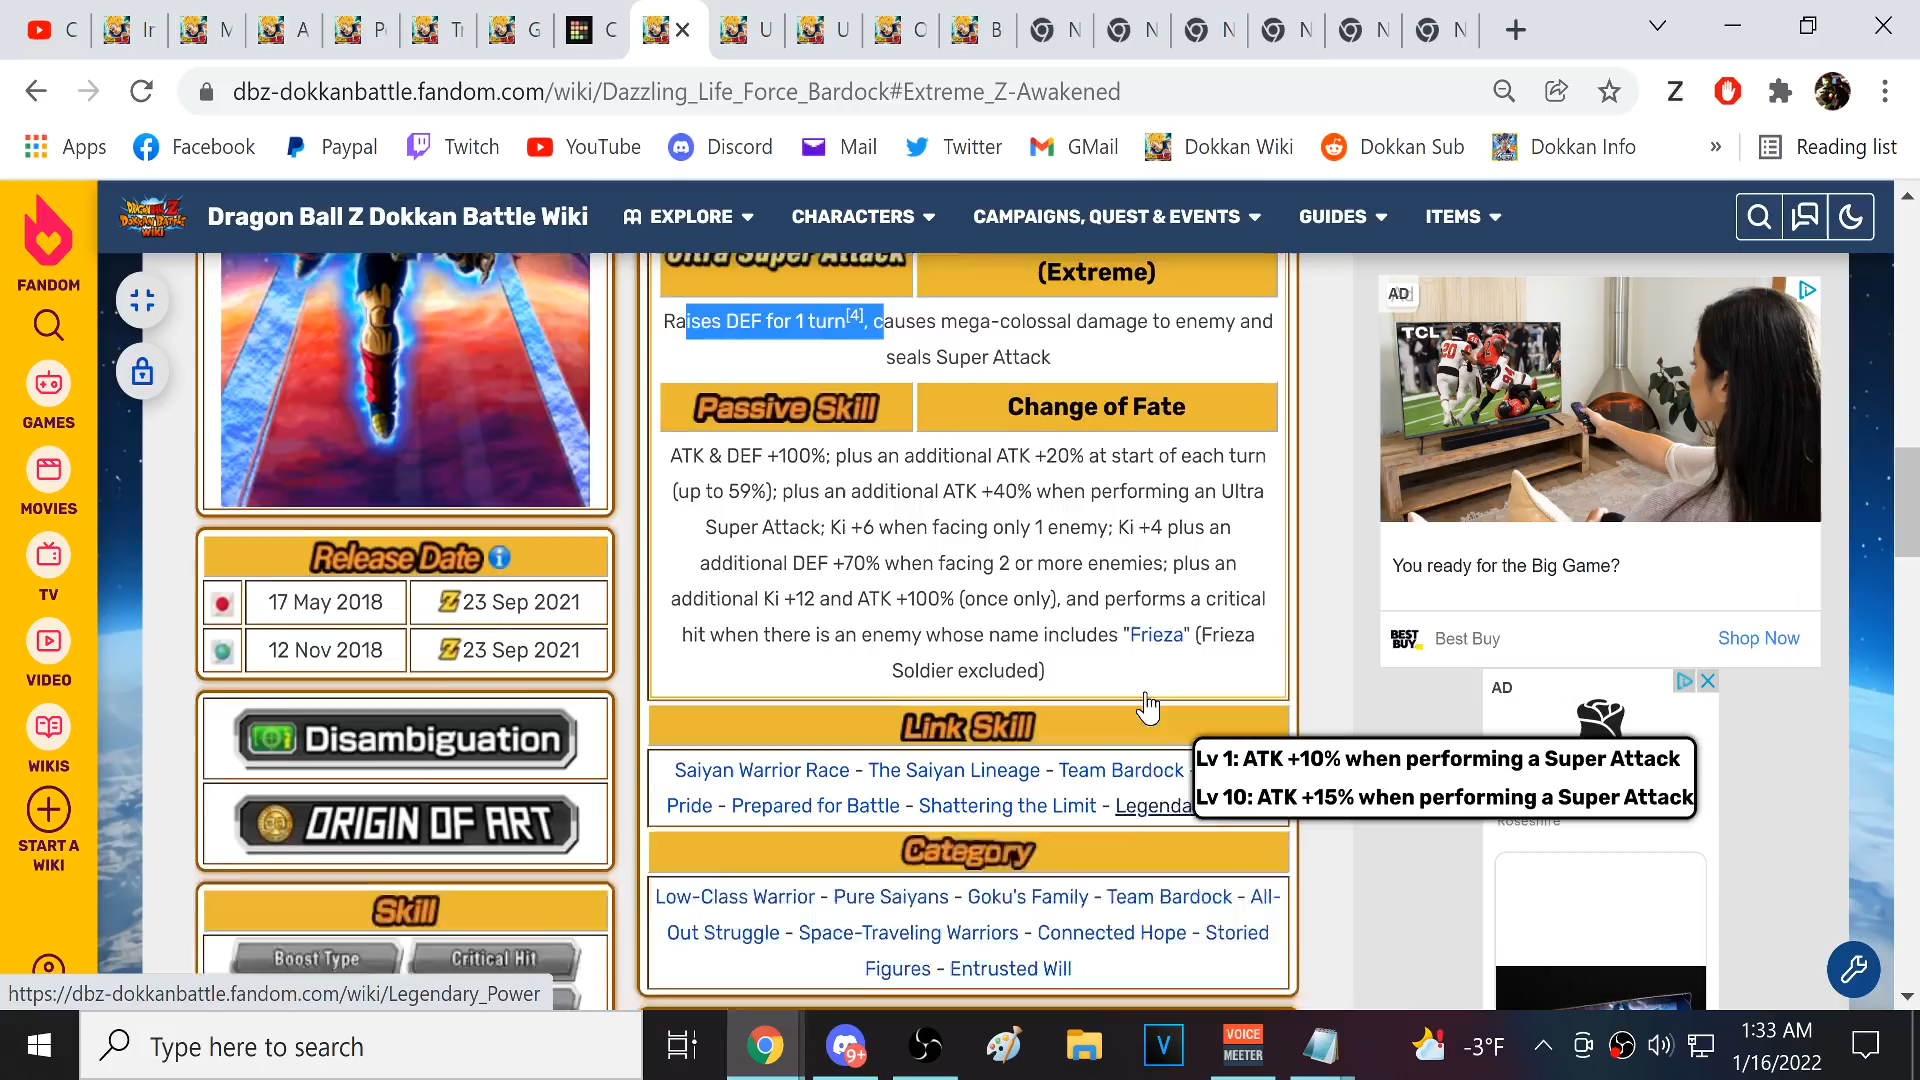 C
Ir
M
A
P
Tr
G
C
U
U
C
B
N
N
N
N
N
N
dbz-dokkanbattle.fandom.com/wiki/Dazzling_Life_Force_Bardock#Extreme_Z-Awakened
Z
Apps
Facebook
Paypal
Twitch
YouTube
Discord
Mail
Twitter
GMail
Dokkan Wiki
Dokkan Sub
Dokkan Info
»
Reading list
Dragon Ball Z Dokkan Battle Wiki
EXPLORE
CHARACTERS
CAMPAIGNS, QUEST & EVENTS
GUIDES
ITEMS
FANDOM
GAMES
MOVIES
TV
VIDEO
WIKIS
START A
WIKI
Ultra Super Attack
(Extreme)
Raises DEF for 1 turn[4], causes mega-colossal damage to enemy and
seals Super Attack
Passive Skill
Change of Fate
ATK & DEF +100%; plus an additional ATK +20% at start of each turn
(up to 59%); plus an additional ATK +40% when performing an Ultra
Super Attack; Ki +6 when facing only 1 enemy; Ki +4 plus an
additional DEF +70% when facing 2 or more enemies; plus an
additional Ki +12 and ATK +100% (once only), and performs a critical
hit when there is an enemy whose name includes "Frieza" (Frieza
Soldier excluded)
Link Skill
Saiyan Warrior Race - The Saiyan Lineage - Team Bardock
Pride - Prepared for Battle - Shattering the Limit - Legenda
Lv 1: ATK +10% when performing a Super Attack
Lv 10: ATK +15% when performing a Super Attack
Category
Low-Class Warrior - Pure Saiyans - Goku's Family - Team Bardock - All-
Out Struggle - Space-Traveling Warriors - Connected Hope - Storied
Figures - Entrusted Will
Release Date
17 May 2018
23 Sep 2021
12 Nov 2018
23 Sep 2021
Disambiguation
ORIGIN OF ART
Skill
Boost Type
Critical Hit
AD
TCL
You ready for the Big Game?
BEST BUY
Best Buy
Shop Now
AD
Roseshire
https://dbz-dokkanbattle.fandom.com/wiki/Legendary_Power
Type here to search
9+
V
VOICE
MEETER
-3°F
1:33 AM
1/16/2022